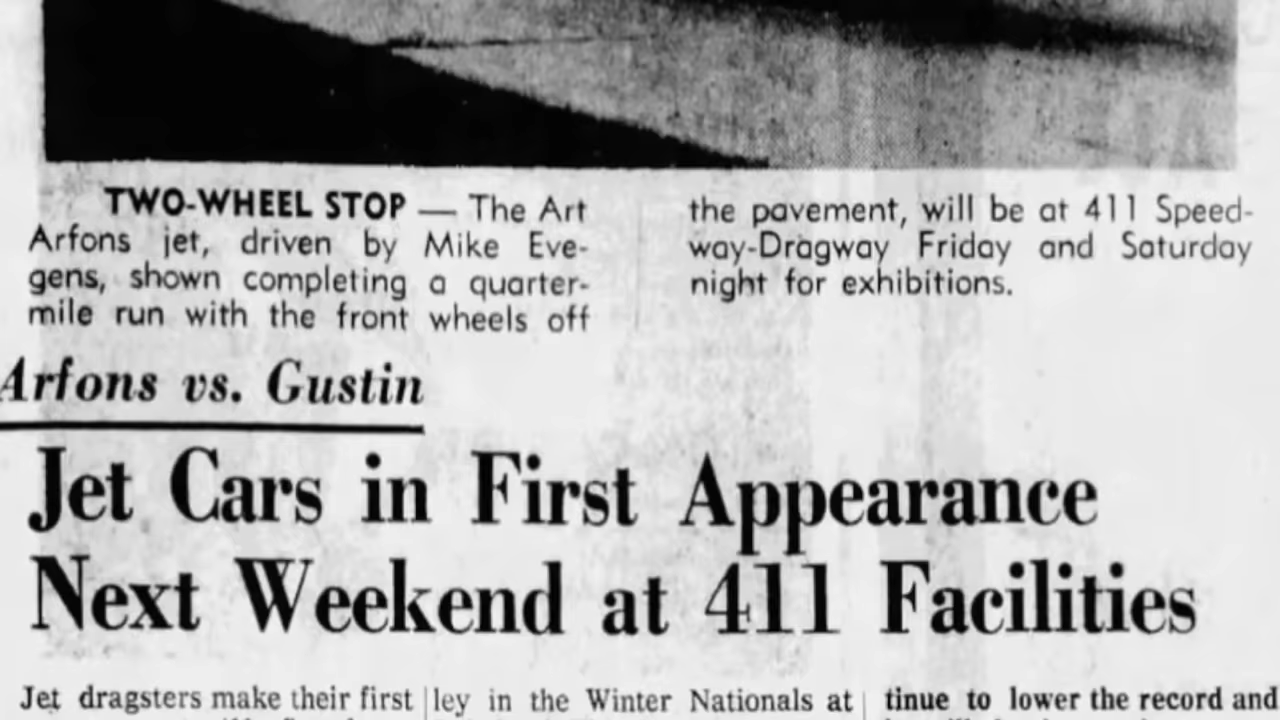 TWO-WHEEL STOP — The Art
Arfons jet, driven by Mike Eve-
gens, shown completing a quarter-
mile run with the front wheels off
the pavement, will be at 411 Speed-
way-Dragway Friday and Saturday
night for exhibitions.
Arfons vs. Gustin
Jet Cars in First Appearance
Next Weekend at 411 Facilities
Jet dragsters make their first
ley in the Winter Nationals at
tinue to lower the record and